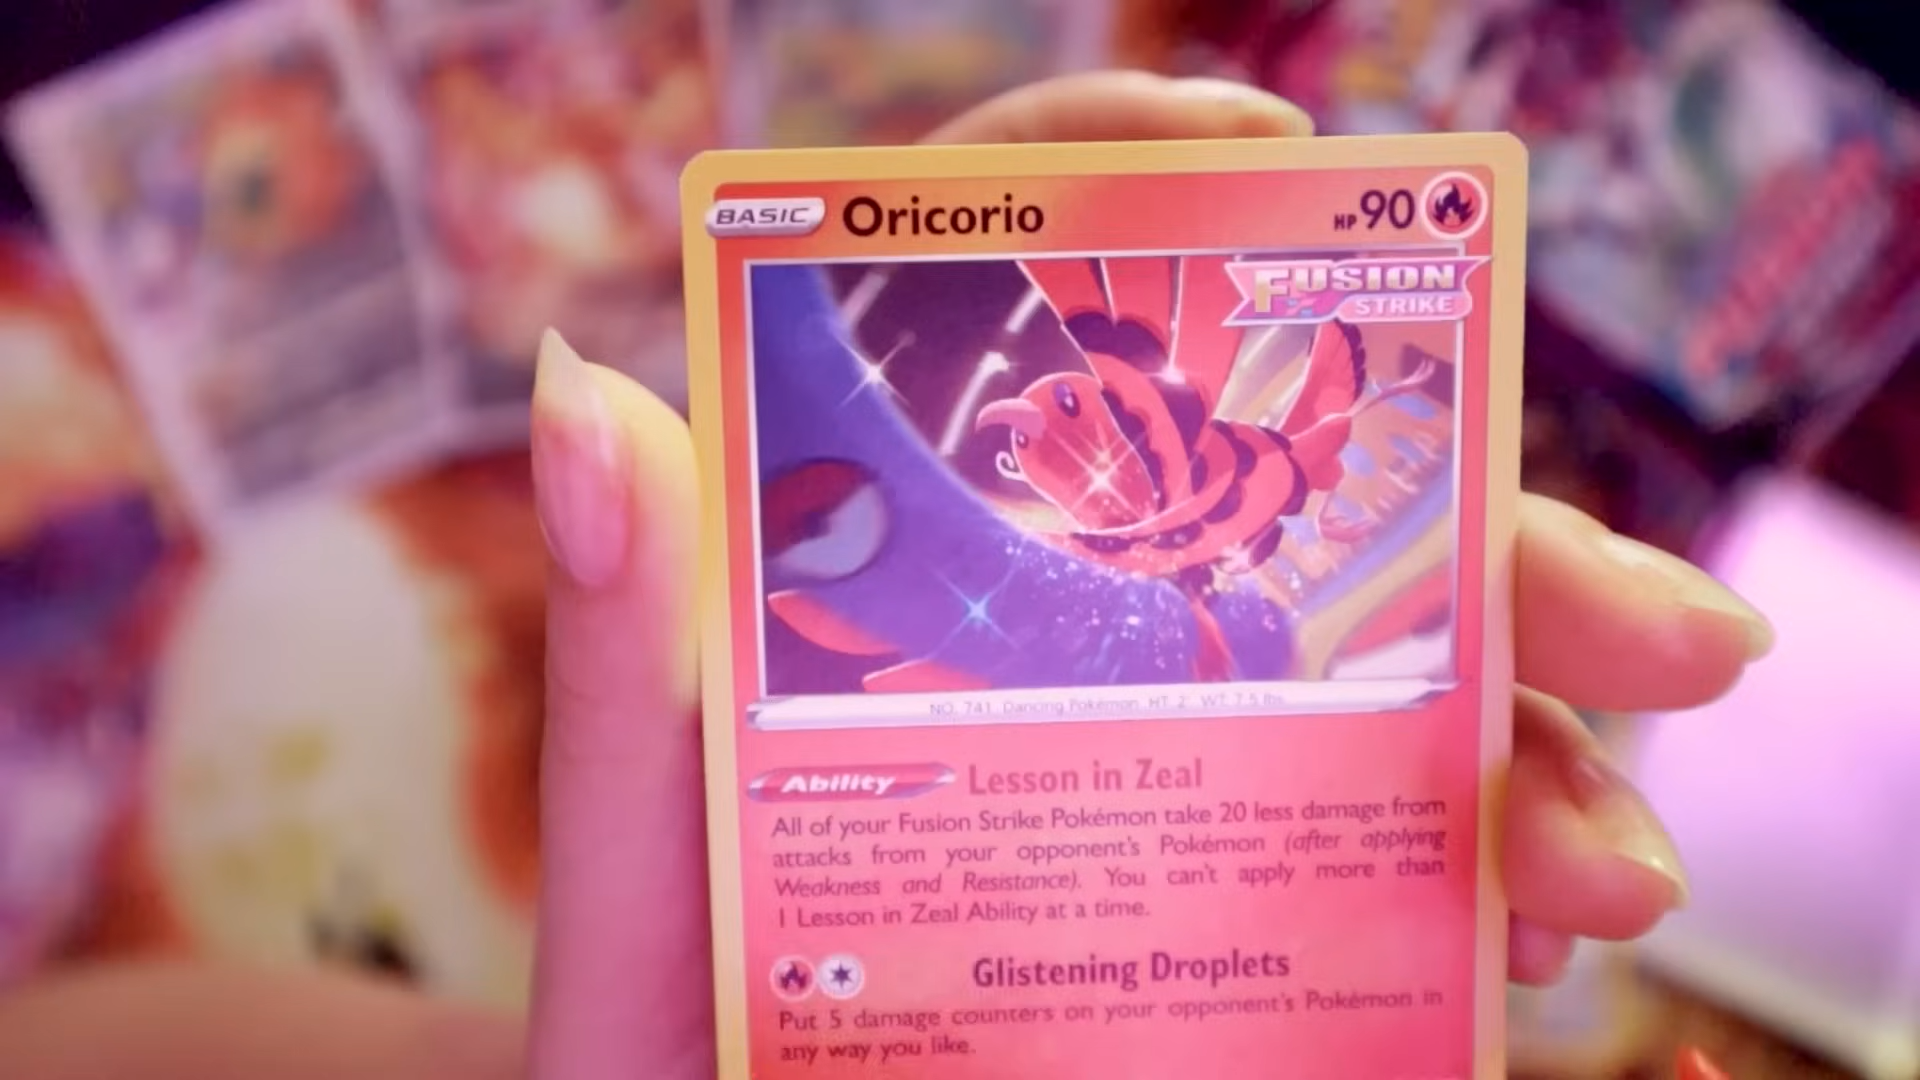 BASIC Oricorio HP 90
FUSION
STRIKE
NO. 741 Dancing Pokémon HT 2' WT 7.5 lbs.
Ability Lesson in Zeal
All of your Fusion Strike Pokémon take 20 less damage from
attacks from your opponent's Pokémon (after applying
Weakness and Resistance). You can't apply more than
1 Lesson in Zeal Ability at a time.
Glistening Droplets
Put 5 damage counters on your opponent's Pokémon in
any way you like.